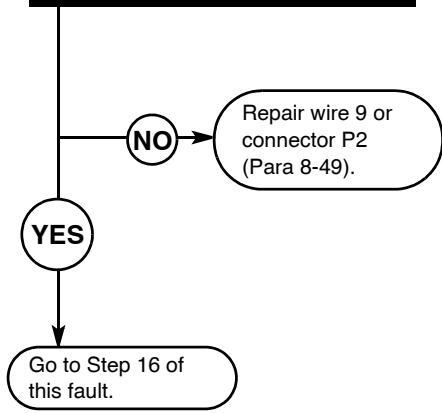 NO
Repair wire 9 or
connector P2
(Para 8-49).
YES
Go to Step 16 of
this fault.